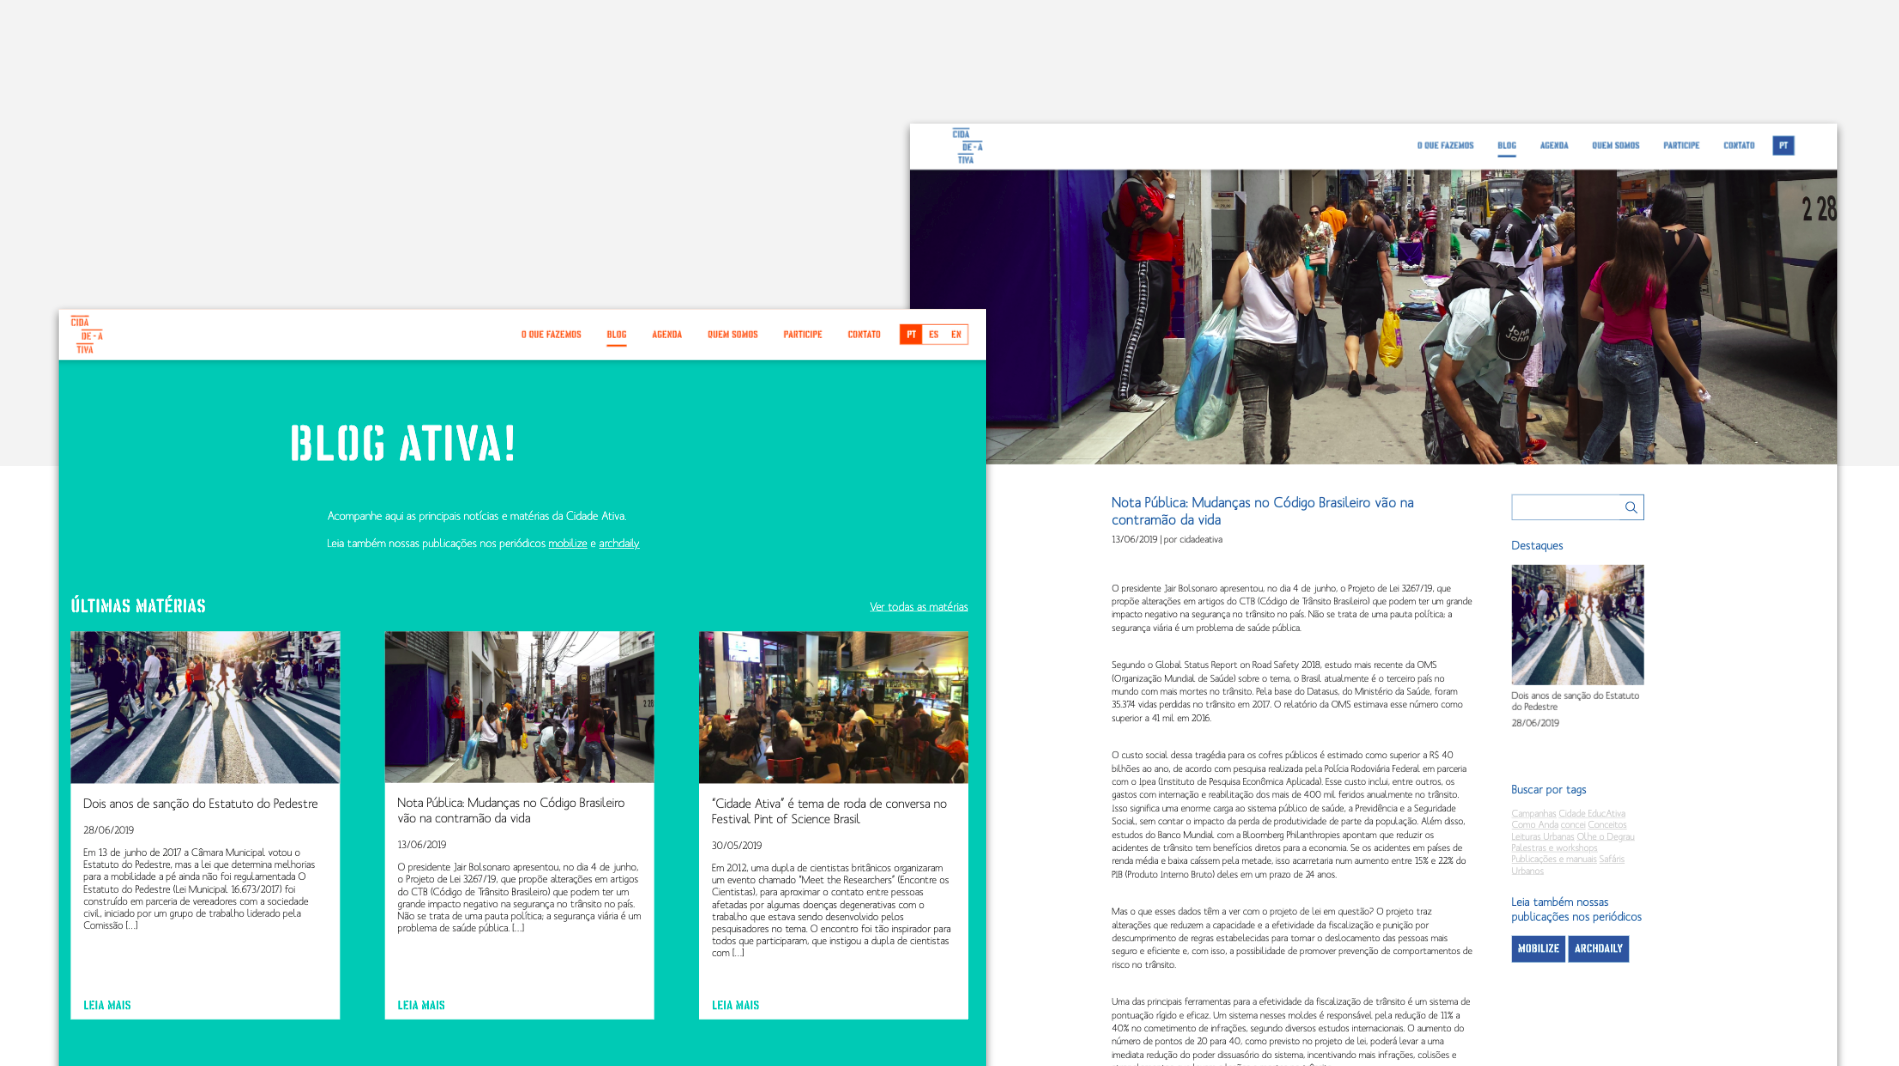 CIDA
DE-A
TIVA
O QUE FAZEMOS
BLOG
AGENDA
QUEM SOMOS
PARTICIPE
CONTATO
PT
ES
EN
BLOG ATIVA!
Acompanhe aqui as principais notícias e matérias da Cidade Ativa.
Leia também nossas publicações nos periódicos mobilize e archdaily
ÚLTIMAS MATÉRIAS
Ver todas as matérias
Dois anos de sanção do Estatuto do Pedestre
28/06/2019
Em 13 de junho de 2017 a Câmara Municipal votou o
Estatuto do Pedestre, mas a lei que determina melhorias
para a mobilidade a pé ainda não foi regulamentada O
Estatuto do Pedestre (Lei Municipal 16.673/2017) foi
construído em parceria de vereadores com a sociedade
civil, iniciado por um grupo de trabalho liderado pela
Comissão [...]
LEIA MAIS
Nota Pública: Mudanças no Código Brasileiro
vão na contramão da vida
13/06/2019
O presidente Jair Bolsonaro apresentou, no dia 4 de junho,
o Projeto de Lei 3267/19, que propõe alterações em artigos
do CTB (Código de Trânsito Brasileiro) que podem ter um
grande impacto negativo na segurança no trânsito no país.
Não se trata de uma pauta política; a segurança viária é um
problema de saúde pública. [...]
LEIA MAIS
"Cidade Ativa" é tema de roda de conversa no
Festival Pint of Science Brasil
30/05/2019
Em 2012, uma dupla de cientistas britânicos organizaram
um evento chamado "Meet the Researchers" (Encontre os
Cientistas), para aproximar o contato entre pessoas
afetadas por algumas doenças degenerativas com o
trabalho que estava sendo desenvolvido pelos
pesquisadores no tema. O encontro foi tão inspirador para
todos que participaram, que instigou a dupla de cientistas
com [...]
LEIA MAIS
CIDA
DE-A
TIVA
O QUE FAZEMOS
BLOG
AGENDA
QUEM SOMOS
PARTICIPE
CONTATO
PT
2 28
John
John
Nota Pública: Mudanças no Código Brasileiro vão na
contramão da vida
13/06/2019 | por cidadeativa
O presidente Jair Bolsonaro apresentou, no dia 4 de junho, o Projeto de Lei 3267/19, que
propõe alterações em artigos do CTB (Código de Trânsito Brasileiro) que podem ter um grande
impacto negativo na segurança no trânsito no país. Não se trata de uma pauta política; a
segurança viária é um problema de saúde pública.
Segundo o Global Status Report on Road Safety 2018, estudo mais recente da OMS
(Organização Mundial de Saúde) sobre o tema, o Brasil atualmente é o terceiro país no
mundo com mais mortes no trânsito. Pela base do Datasus, do Ministério da Saúde, foram
35.374 vidas perdidas no trânsito em 2017. O relatório da OMS estimava esse número como
superior a 41 mil em 2016.
O custo social dessa tragédia para os cofres públicos é estimado como superior a R$ 40
bilhões ao ano, de acordo com pesquisa realizada pela Polícia Rodoviária Federal em parceria
com o Ipea (Instituto de Pesquisa Econômica Aplicada). Esse custo inclui, entre outros, os
gastos com internação e reabilitação dos mais de 400 mil feridos anualmente no trânsito.
Isso significa uma enorme carga ao sistema público de saúde, a Previdência e a Seguridade
Social, sem contar o impacto da perda de produtividade de parte da população. Além disso,
estudos do Banco Mundial com a Bloomberg Philanthropies apontam que reduzir os
acidentes de trânsito tem benefícios diretos para a economia. Se os acidentes em países de
renda média e baixa caíssem pela metade, isso acarretaria num aumento entre 15% e 22% do
PIB (Produto Interno Bruto) deles em um prazo de 24 anos.
Mas o que esses dados têm a ver com o projeto de lei em questão? O projeto traz
alterações que reduzem a capacidade e a efetividade da fiscalização e punição por
descumprimento de regras estabelecidas para tornar o deslocamento das pessoas mais
seguro e eficiente e, com isso, a possibilidade de promover prevenção de comportamentos de
risco no trânsito.
Uma das principais ferramentas para a efetividade da fiscalização de trânsito é um sistema de
pontuação rígido e eficaz. Um sistema nesses moldes é responsável pela redução de 11% a
40% no cometimento de infrações, segundo diversos estudos internacionais. O aumento do
número de pontos de 20 para 40, como previsto no projeto de lei, poderá levar a uma
imediata redução do poder dissuasório do sistema, incentivando mais infrações, colisões e
Destaques
Dois anos de sanção do Estatuto
do Pedestre
28/06/2019
Buscar por tags
Campanhas Cidade EducAtiva
Como Anda concei Conceitos
Leituras Urbanas Olhe o Degrau
Palestras e workshops
Publicações e manuais Safáris
Urbanos
Leia também nossas
publicações nos periódicos
MOBILIZE
ARCHDAILY